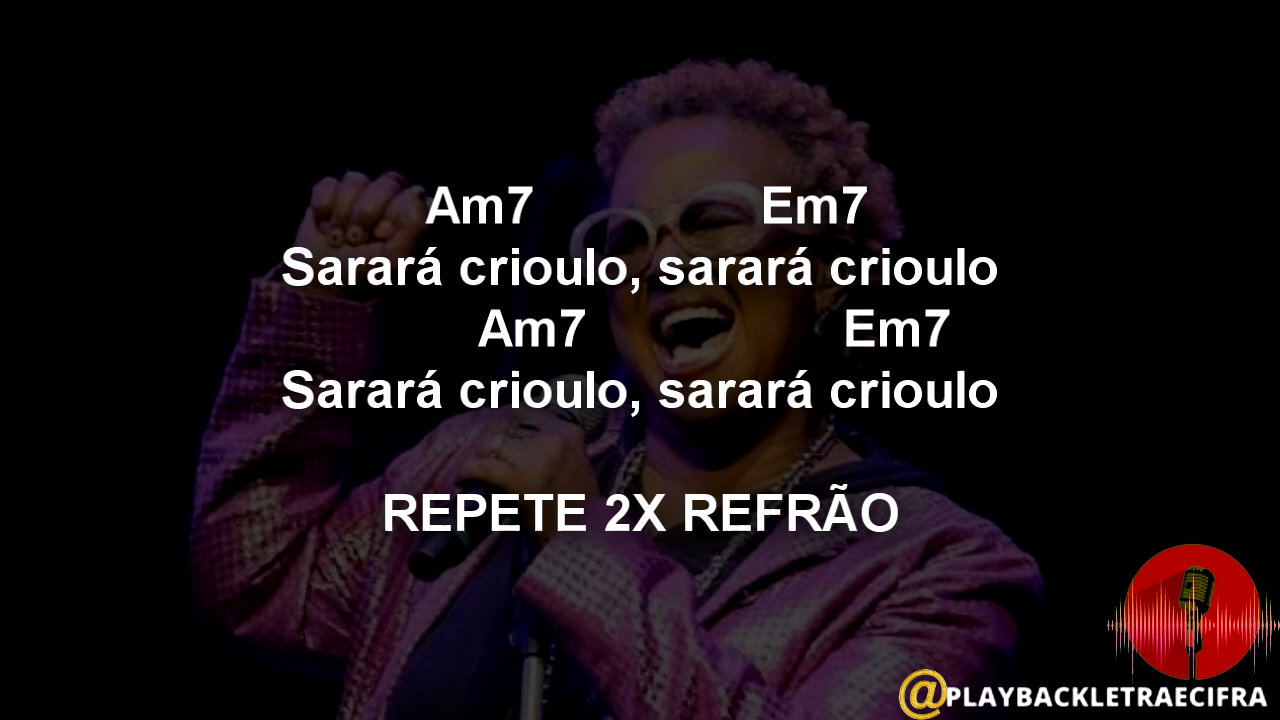 Am7 Em7
Sarará crioulo, sarará crioulo
Am7 Em7
Sarará crioulo, sarará crioulo
REPETE 2X REFRÃO
@PLAYBACKLETRAECIFRA